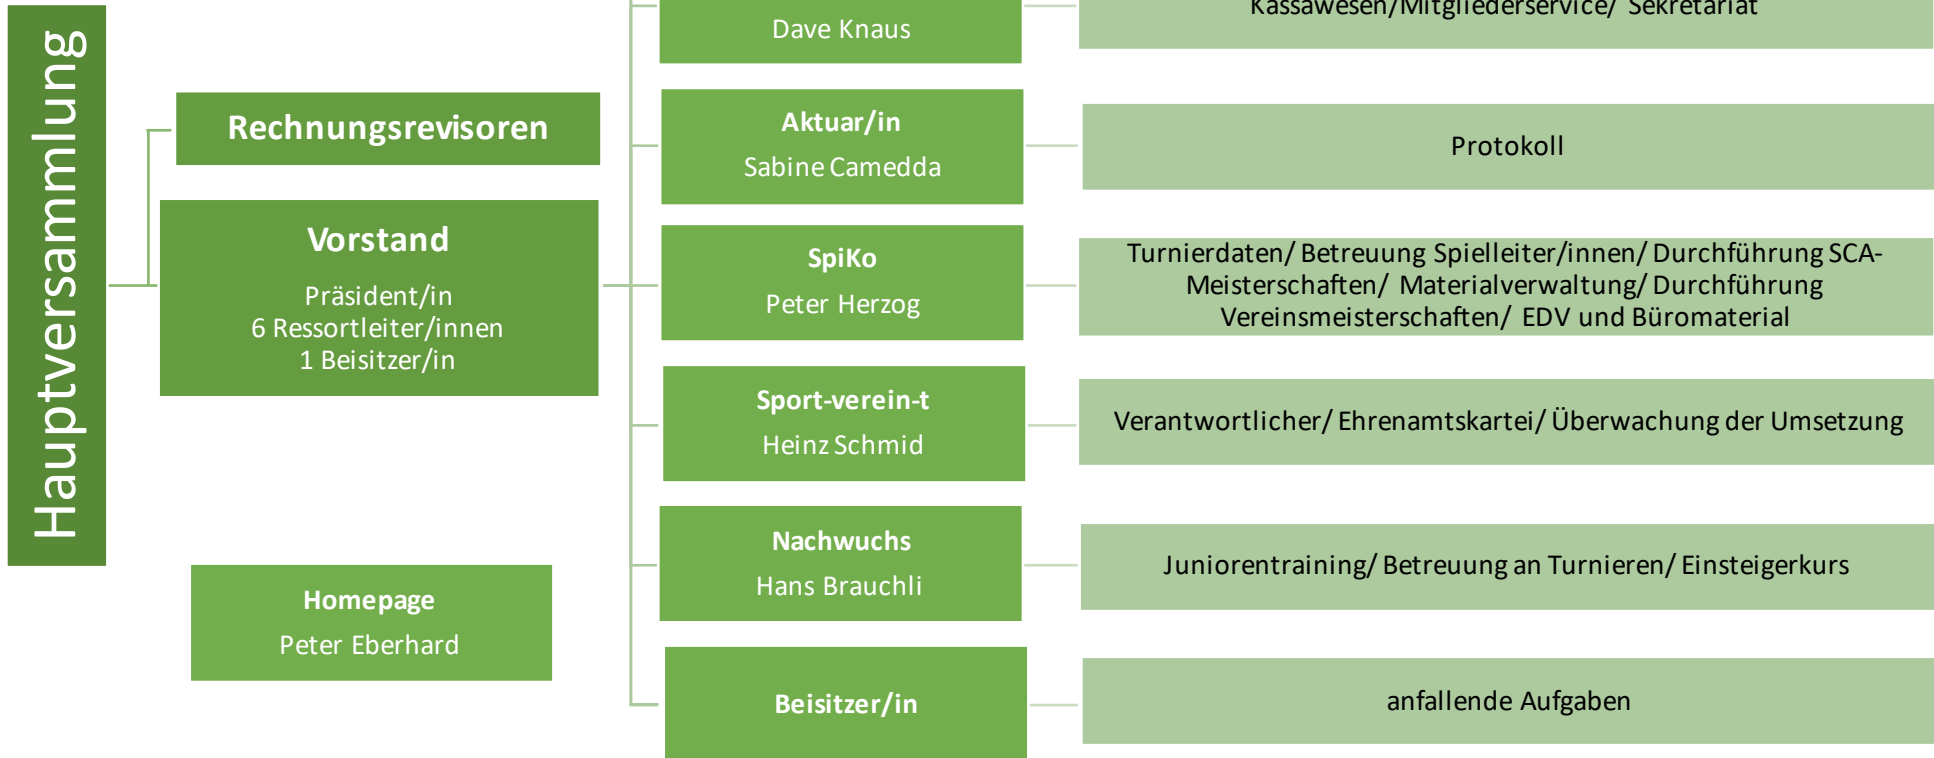 Hauptversammlung
Rechnungsrevisoren
Vorstand
Präsident/in
6 Ressortleiter/innen
1 Beisitzer/in
Homepage
Peter Eberhard
Dave Knaus
Kassawesen/Mitgliederservice/ Sekretariat
Aktuar/in
Sabine Camedda
Protokoll
SpiKo
Peter Herzog
Turnierdaten/ Betreuung Spielleiter/innen/ Durchführung SCA-
Meisterschaften/ Materialverwaltung/ Durchführung
Vereinsmeisterschaften/ EDV und Büromaterial
Sport-verein-t
Heinz Schmid
Verantwortlicher/ Ehrenamtskartei/ Überwachung der Umsetzung
Nachwuchs
Hans Brauchli
Juniorentraining/ Betreuung an Turnieren/ Einsteigerkurs
Beisitzer/in
anfallende Aufgaben